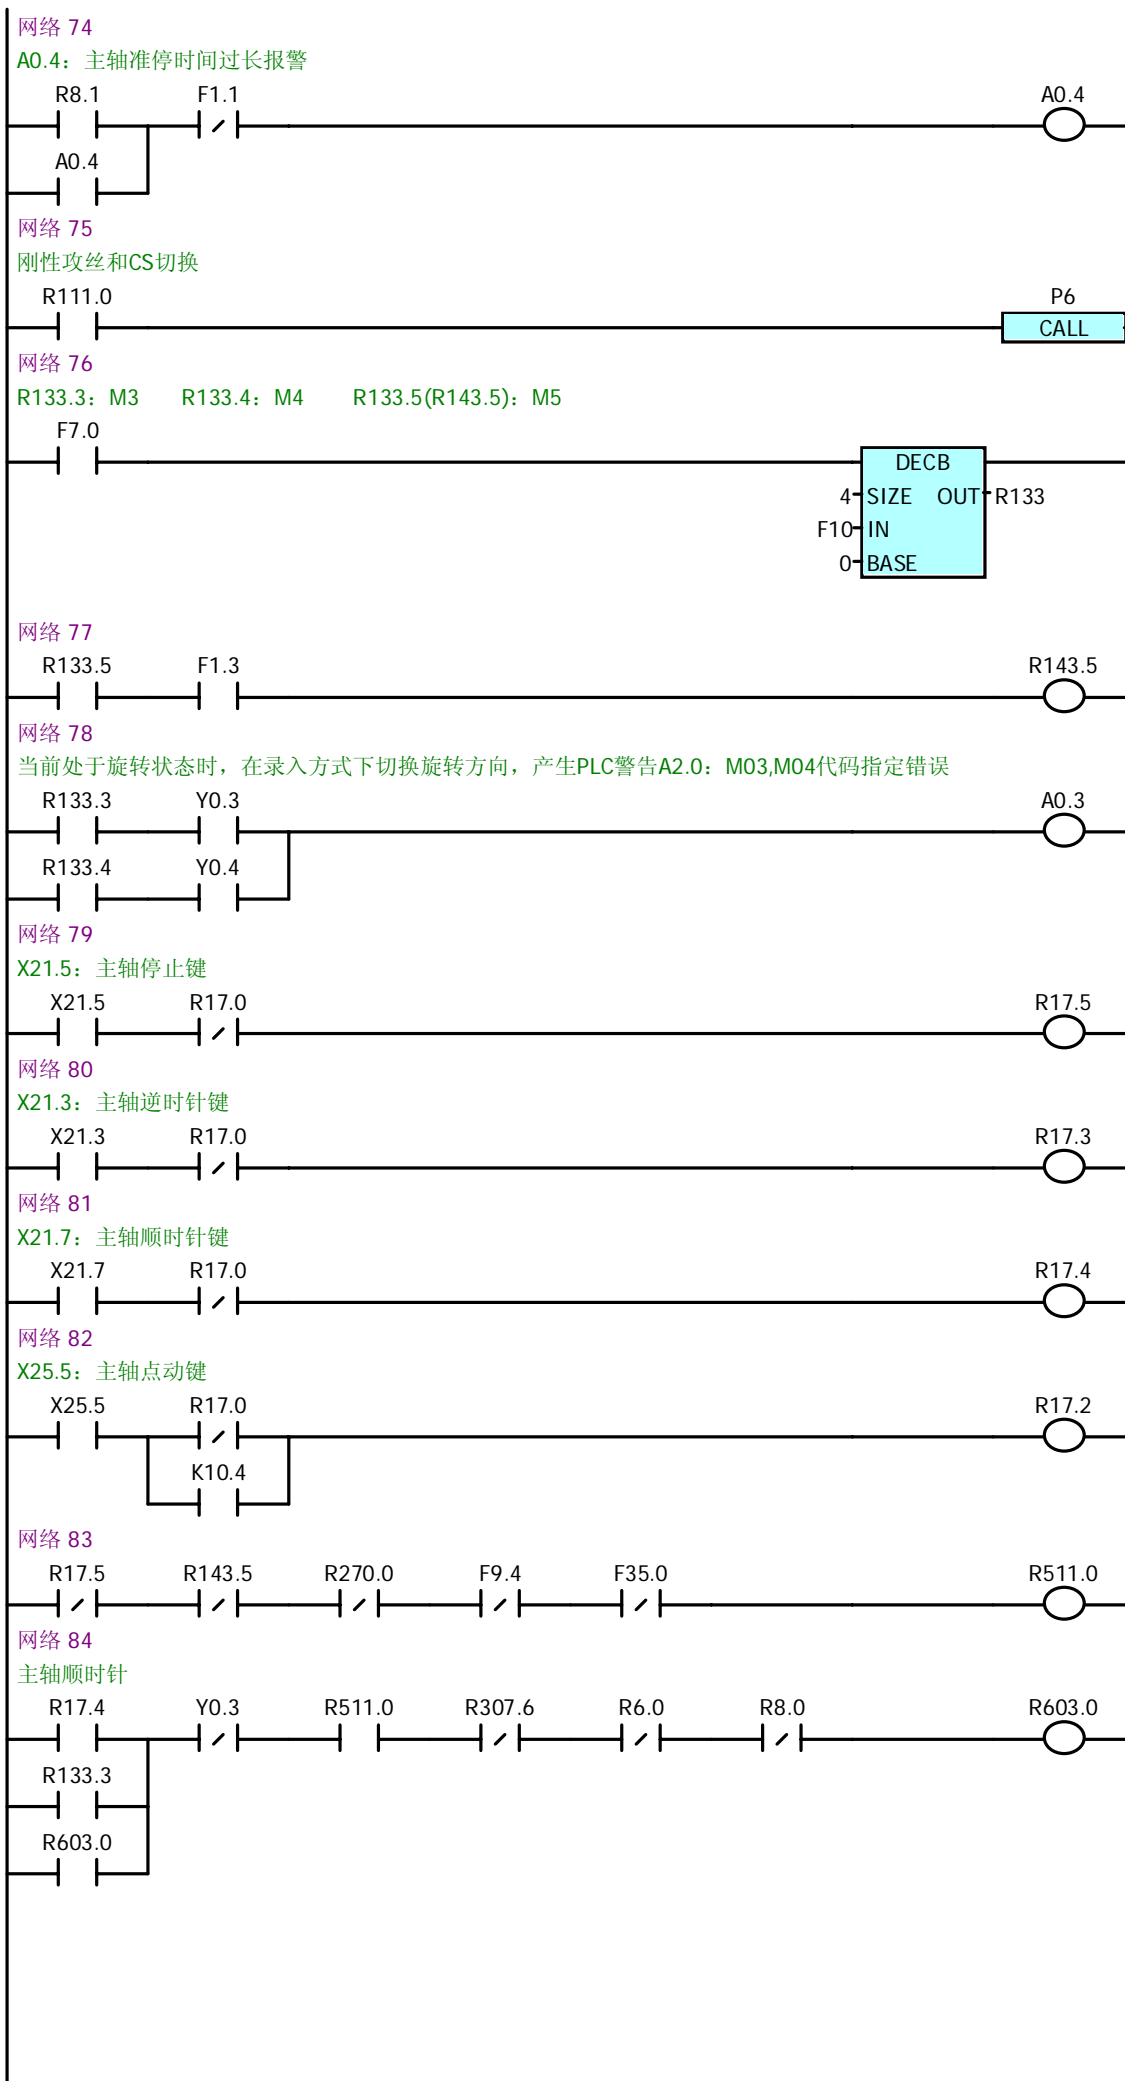 网络 74
A0.4：主轴准停时间过长报警
R8.1 F1.1 A0.4
A0.4
网络 75
刚性攻丝和CS切换
R111.0 P6
CALL
网络 76
R133.3：M3 R133.4：M4 R133.5(R143.5)：M5
F7.0
DECB
4 SIZE OUT R133
F10 IN
0 BASE
网络 77
R133.5 F1.3 R143.5
网络 78
当前处于旋转状态时，在录入方式下切换旋转方向，产生PLC警告A2.0：M03,M04代码指定错误
R133.3 Y0.3 A0.3
R133.4 Y0.4
网络 79
X21.5：主轴停止键
X21.5 R17.0 R17.5
网络 80
X21.3：主轴逆时针键
X21.3 R17.0 R17.3
网络 81
X21.7：主轴顺时针键
X21.7 R17.0 R17.4
网络 82
X25.5：主轴点动键
X25.5 R17.0 R17.2
K10.4
网络 83
R17.5 R143.5 R270.0 F9.4 F35.0 R511.0
网络 84
主轴顺时针
R17.4 Y0.3 R511.0 R307.6 R6.0 R8.0 R603.0
R133.3
R603.0